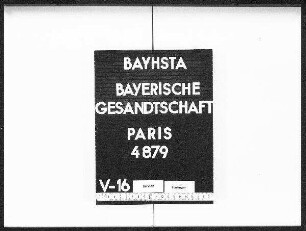 BAYHSTA
BAYERISCHE
GESANDTSCHAFT
PARIS
4879
V-16